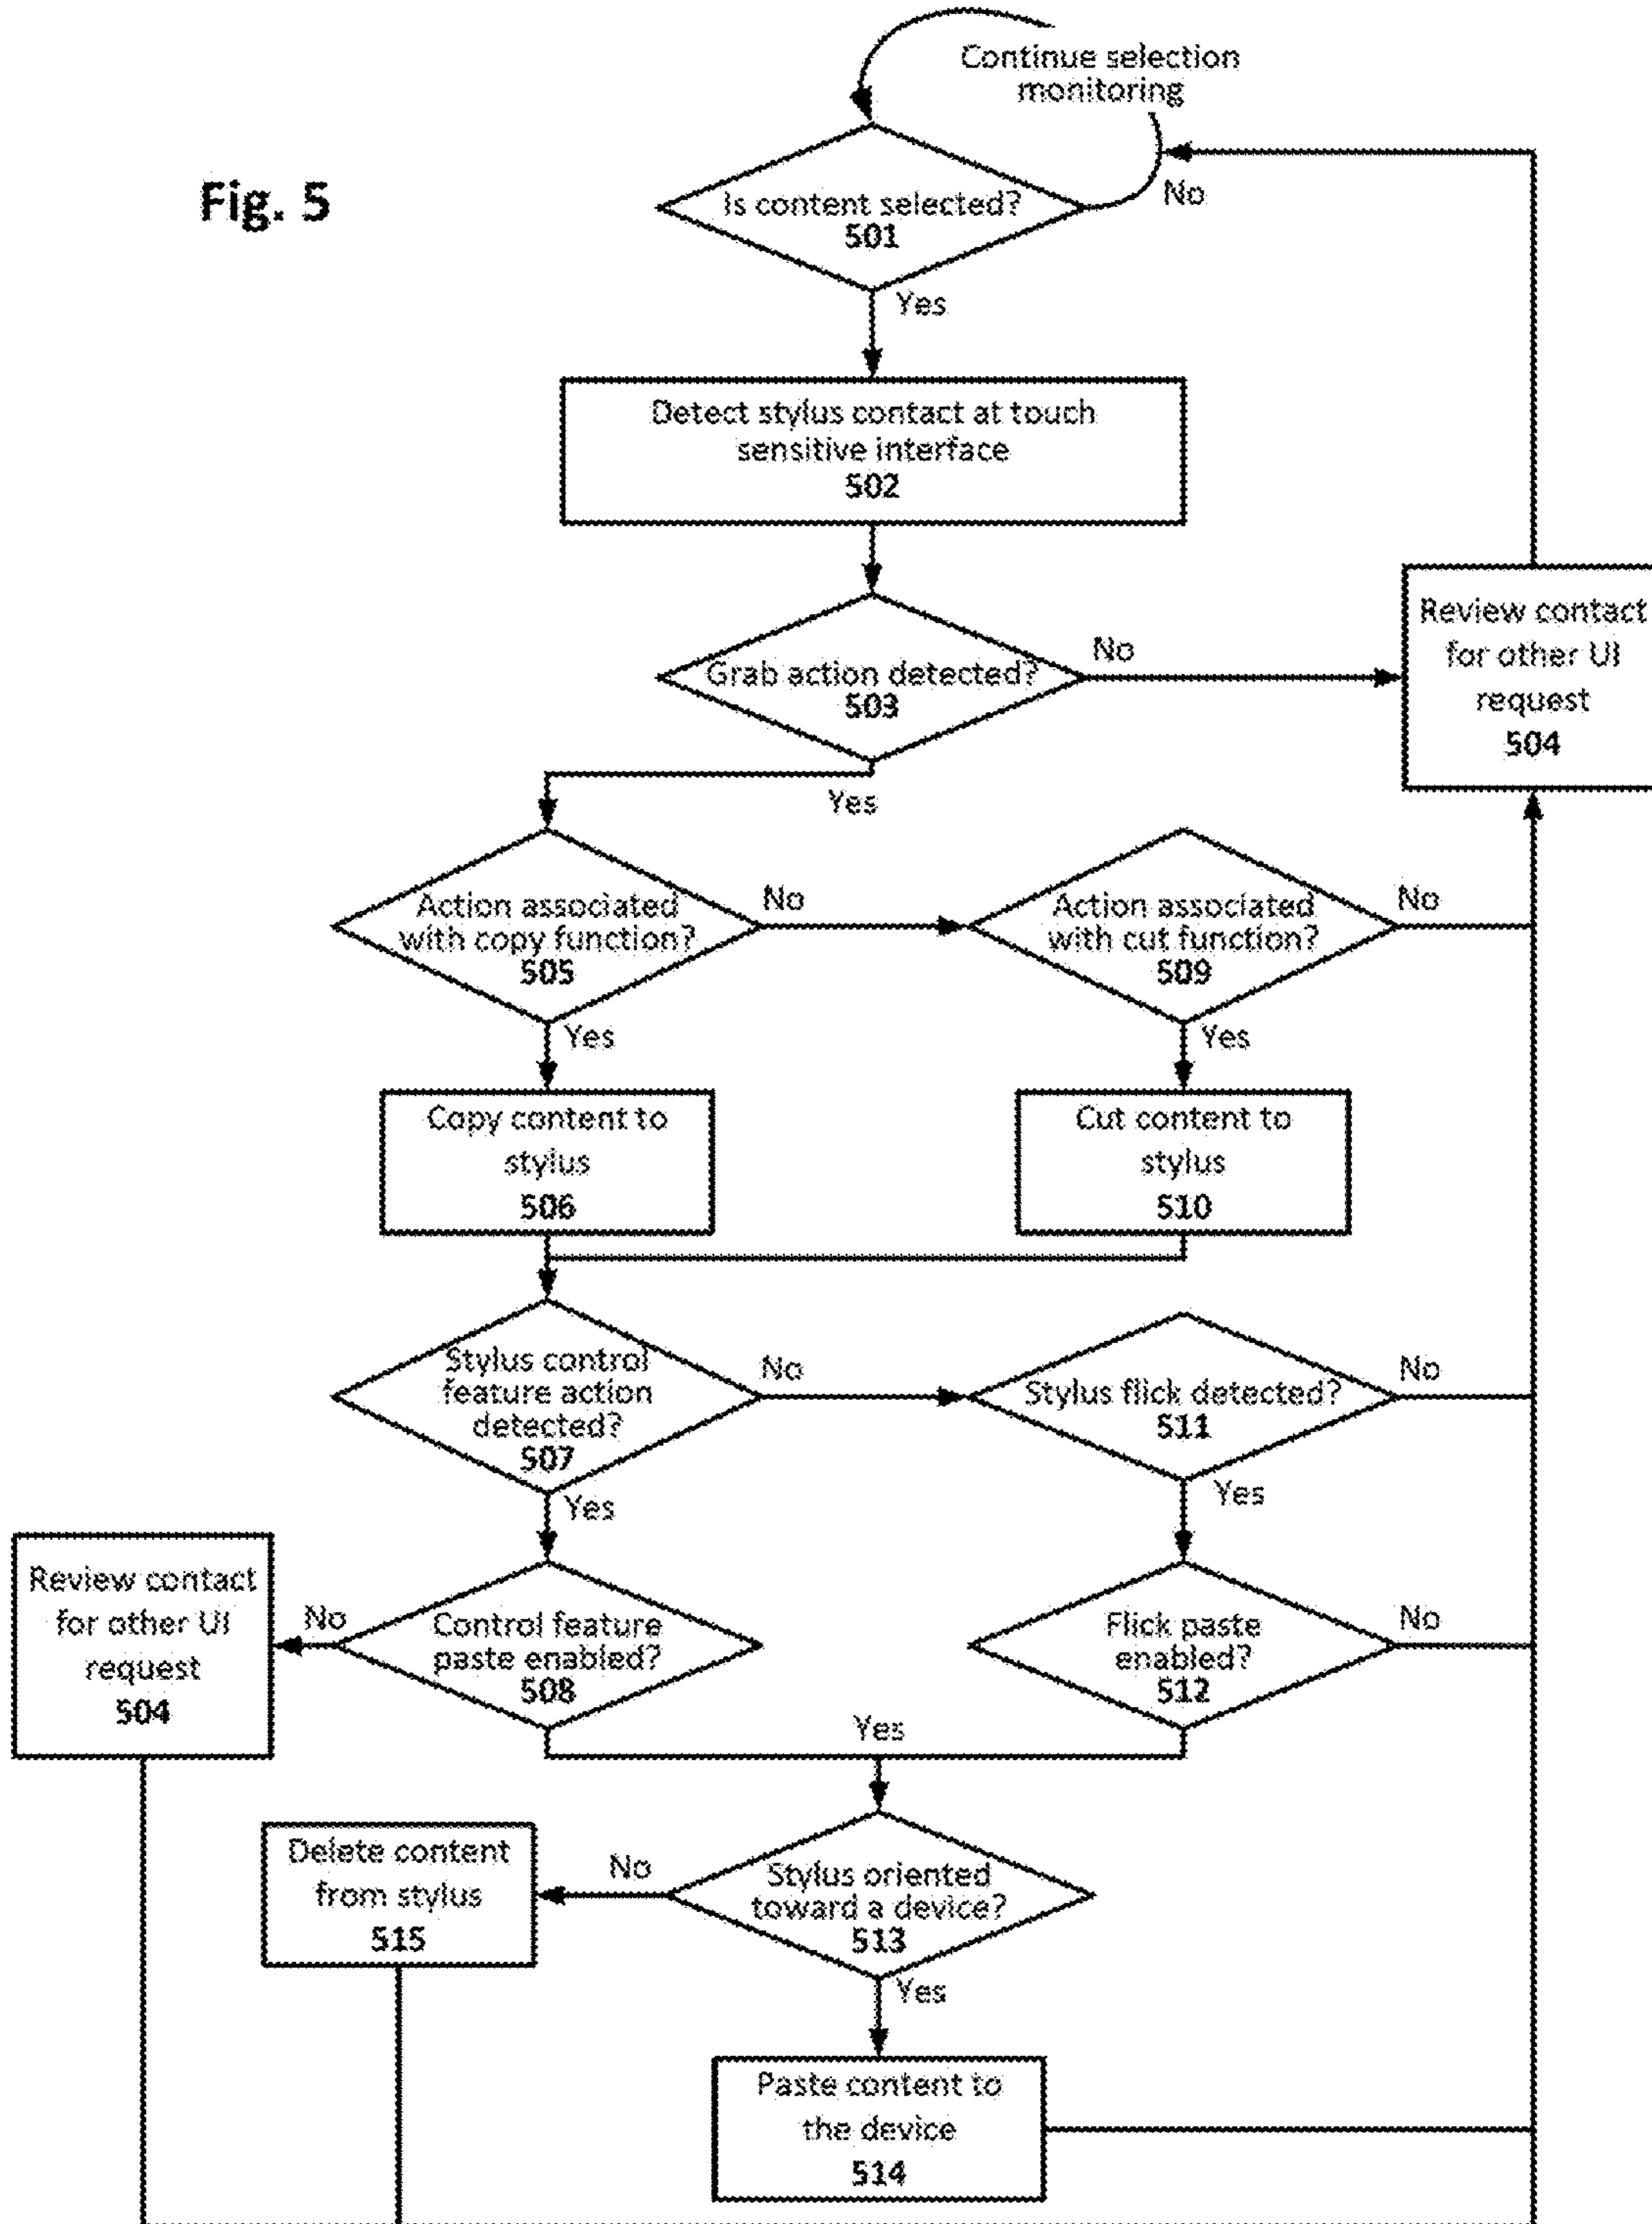 Continue selection
monitoring
Fig. 5
No
Is content selected?
501
Yes
Detect stylus contact at touch
sensitive interface
502
Review contact
for other UI
request
504
No
Grab action detected?
503
Yes
Action associated
with copy function?
505
No
Action associated
with cut function?
509
No
Yes
Yes
Copy content to
stylus
506
Cut content to
stylus
510
Stylus control
feature action
detected?
507
No
Stylus flick detected?
511
No
Yes
Yes
Review contact
for other UI
request
504
No
Control feature
paste enabled?
508
Flick paste
enabled?
512
No
Yes
Delete content
from stylus
515
No
Stylus oriented
toward a device?
513
Yes
Paste content to
the device
514